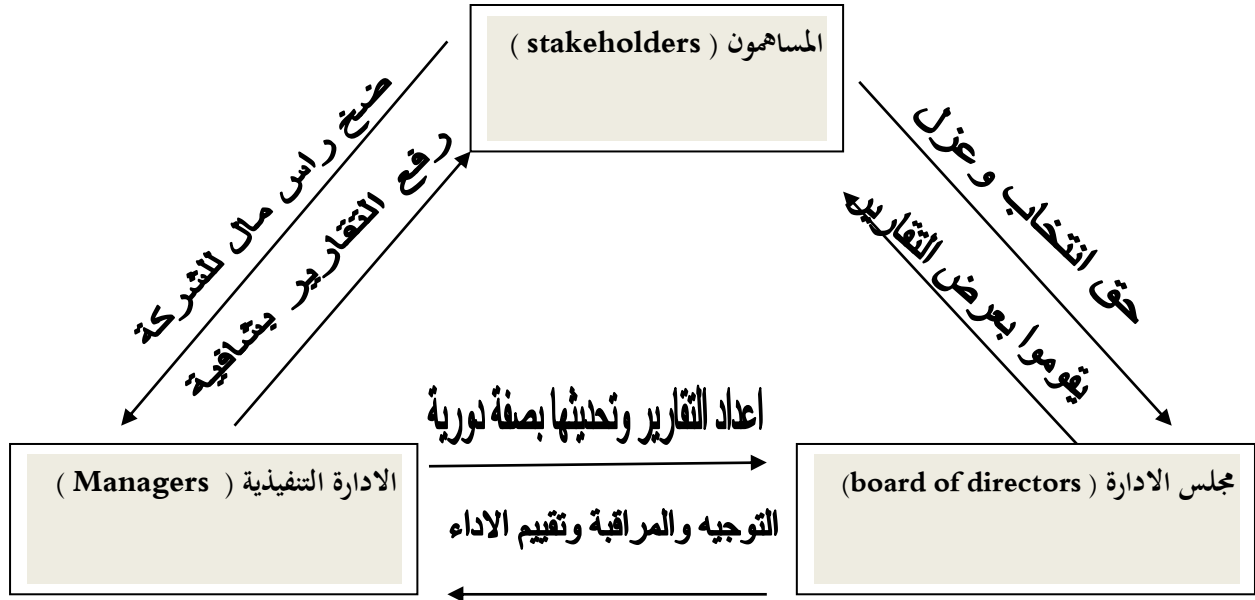 المساهمون ( stakeholders )
ضخ راس مال للشركة
رفع التقارير بشافية
حق انتخاب وعزل
يقوموا بعرض التقارير
اعداد التقارير وتحديثها بصفة دورية
التوجيه والمراقبة وتقييم الاداء
الادارة التنفيذية ( Managers )
مجلس الادارة ( board of directors)